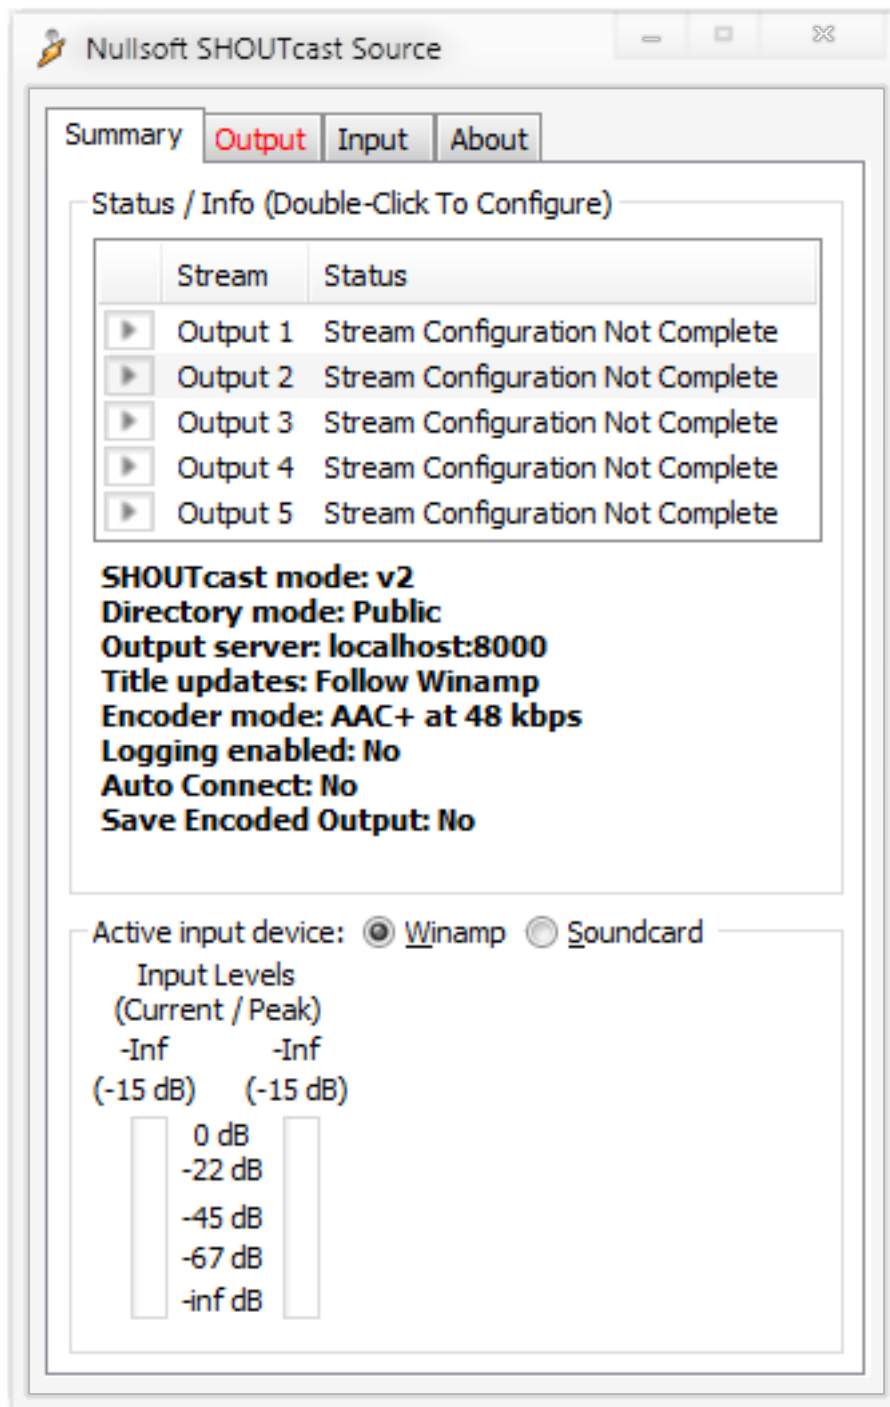 Nullsoft SHOUTcast Source
Summary Output Input About
Status / Info (Double-Click To Configure)
Stream Status
Output 1 Stream Configuration Not Complete
Output 2 Stream Configuration Not Complete
Output 3 Stream Configuration Not Complete
Output 4 Stream Configuration Not Complete
Output 5 Stream Configuration Not Complete
SHOUTcast mode: v2
Directory mode: Public
Output server: localhost:8000
Title updates: Follow Winamp
Encoder mode: AAC+ at 48 kbps
Logging enabled: No
Auto Connect: No
Save Encoded Output: No
Active input device: Winamp Soundcard
Input Levels
(Current / Peak)
-Inf -Inf
(-15 dB) (-15 dB)
0 dB
-22 dB
-45 dB
-67 dB
-inf dB